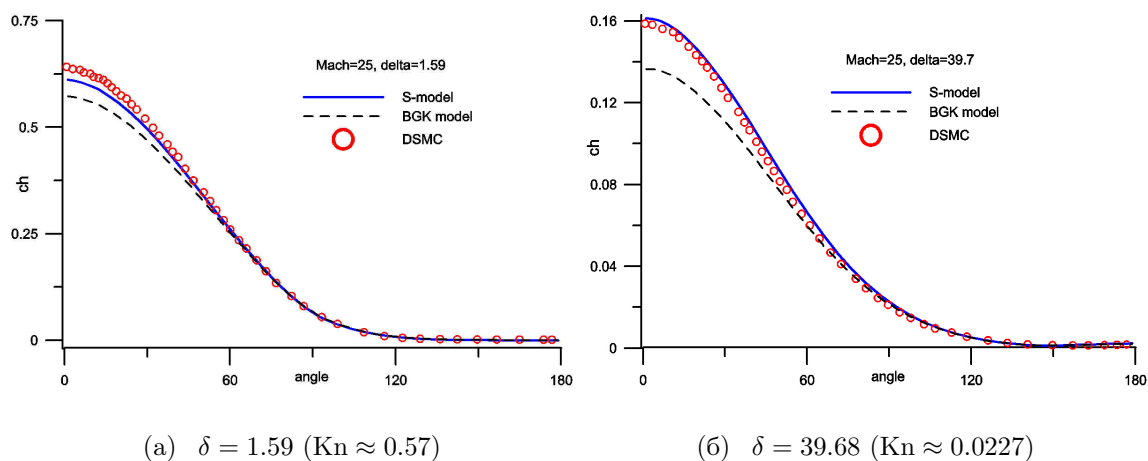 0.75
Mach=25, delta=1.59
S-model
BGK model
DSMC
0.5
ch
0.25
0
0
60
angle
120
180
(а) δ = 1.59 (Kn ≈ 0.57)
0.16
Mach=25, delta=39.7
S-model
BGK model
DSMC
0.12
ch
0.08
0.04
0
0
60
angle
120
180
(б) δ = 39.68 (Kn ≈ 0.0227)